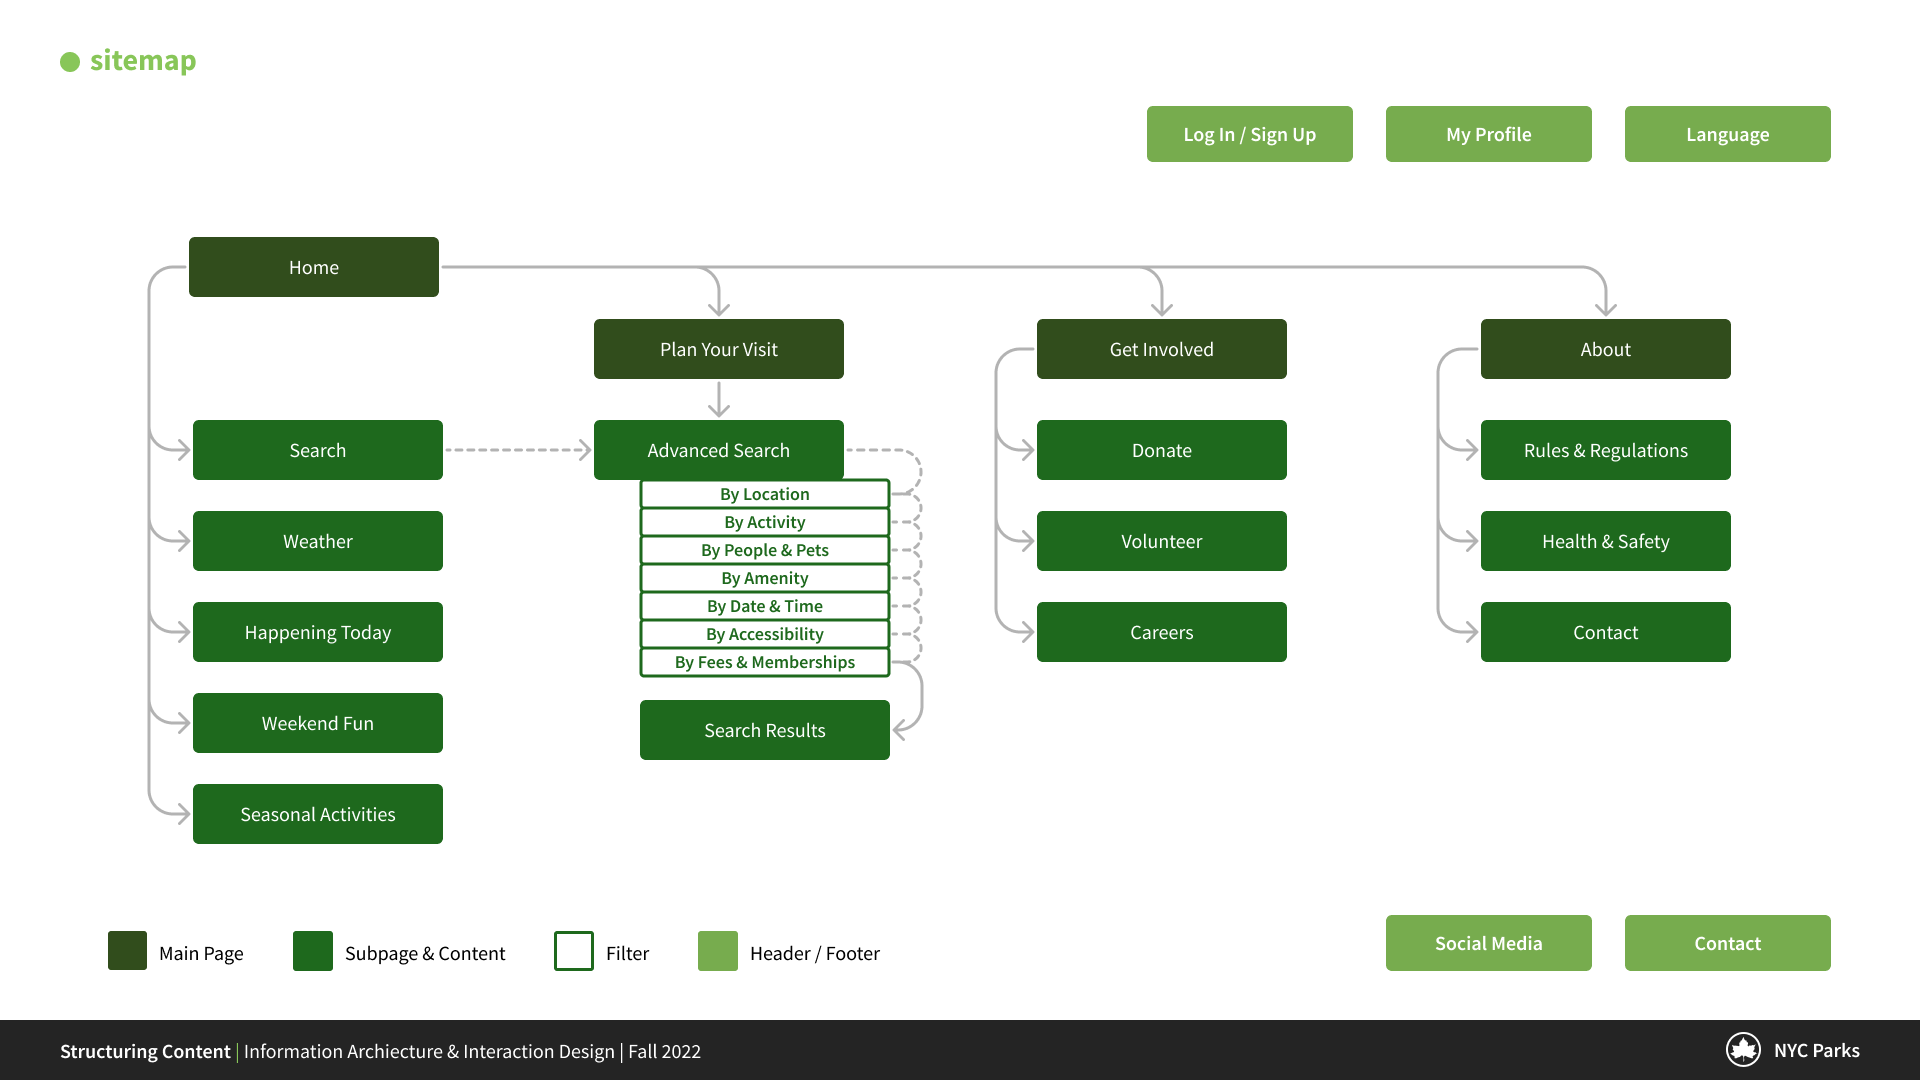 sitemap
Log In / Sign Up
My Profile
Language
Home
Plan Your Visit
Get Involved
About
Search
Advanced Search
Donate
Rules & Regulations
By Location
By Activity
By People & Pets
By Amenity
By Date & Time
By Accessibility
By Fees & Memberships
Weather
Volunteer
Health & Safety
Happening Today
Careers
Contact
Weekend Fun
Search Results
Seasonal Activities
Main Page
Subpage & Content
Filter
Header / Footer
Social Media
Contact
Structuring Content | Information Archiecture & Interaction Design | Fall 2022
NYC Parks